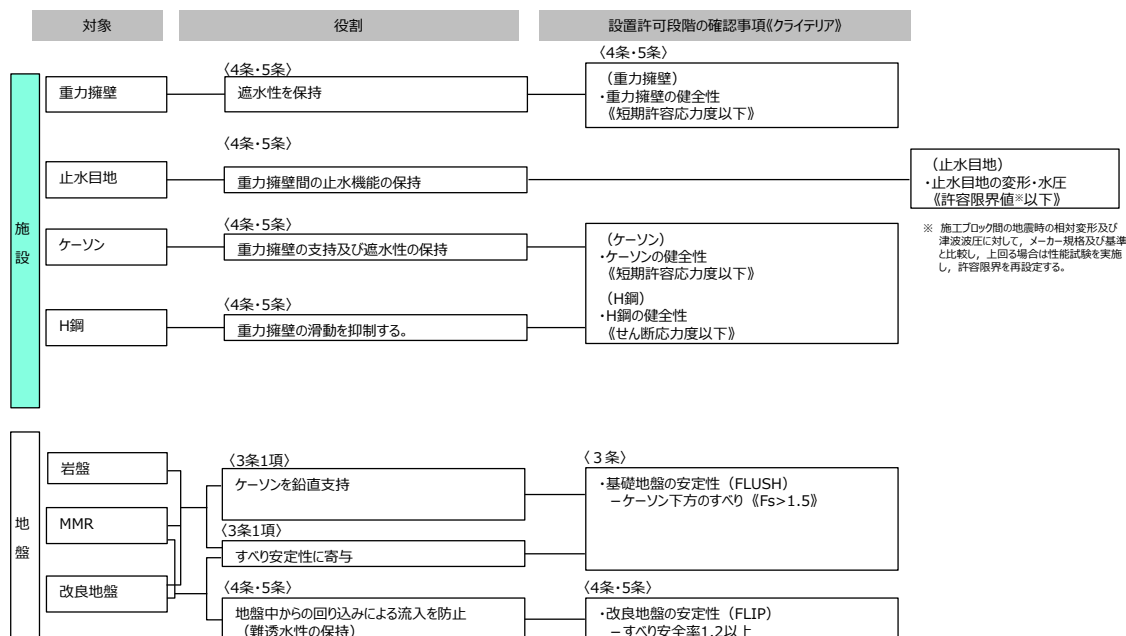 対象
役割
設置許可段階の確認事項《クライテリア》
施設
重力擁壁
〈4条・5条〉
遮水性を保持
〈4条・5条〉
（重力擁壁）
・重力擁壁の健全性
《短期許容応力度以下》
止水目地
〈4条・5条〉
重力擁壁間の止水機能の保持
（止水目地）
・止水目地の変形・水圧
《許容限界値※以下》
※ 施工ブロック間の地震時の相対変形及び
津波波圧に対して，メーカー規格及び基準
と比較し，上回る場合は性能試験を実施
し，許容限界を再設定する。
ケーソン
〈4条・5条〉
重力擁壁の支持及び遮水性の保持
（ケーソン）
・ケーソンの健全性
《短期許容応力度以下》
H鋼
〈4条・5条〉
重力擁壁の滑動を抑制する。
（H鋼）
・H鋼の健全性
《せん断応力度以下》
地盤
岩盤
MMR
改良地盤
〈3条1項〉
ケーソンを鉛直支持
〈3条1項〉
すべり安定性に寄与
〈３条〉
・基礎地盤の安定性（FLUSH）
－ケーソン下方のすべり《Fs>1.5》
〈4条・5条〉
地盤中からの回り込みによる流入を防止
（難透水性の保持）
〈4条・5条〉
・改良地盤の安定性（FLIP）
－すべり安全率1.2以上